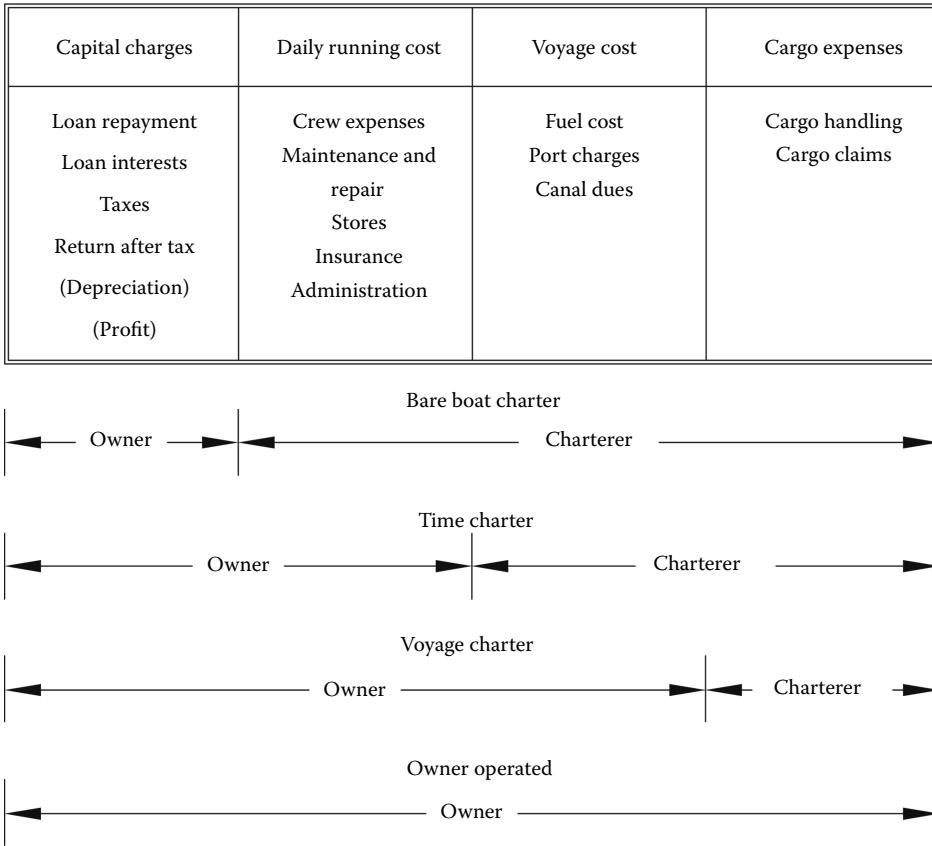 Capital charges
Daily running cost
Voyage cost
Cargo expenses
Loan repayment
Loan interests
Taxes
Return after tax
(Depreciation)
(Profit)
Crew expenses
Maintenance and
repair
Stores
Insurance
Administration
Fuel cost
Port charges
Canal dues
Cargo handling
Cargo claims
Bare boat charter
Owner
Charterer
Time charter
Owner
Charterer
Voyage charter
Owner
Charterer
Owner operated
Owner